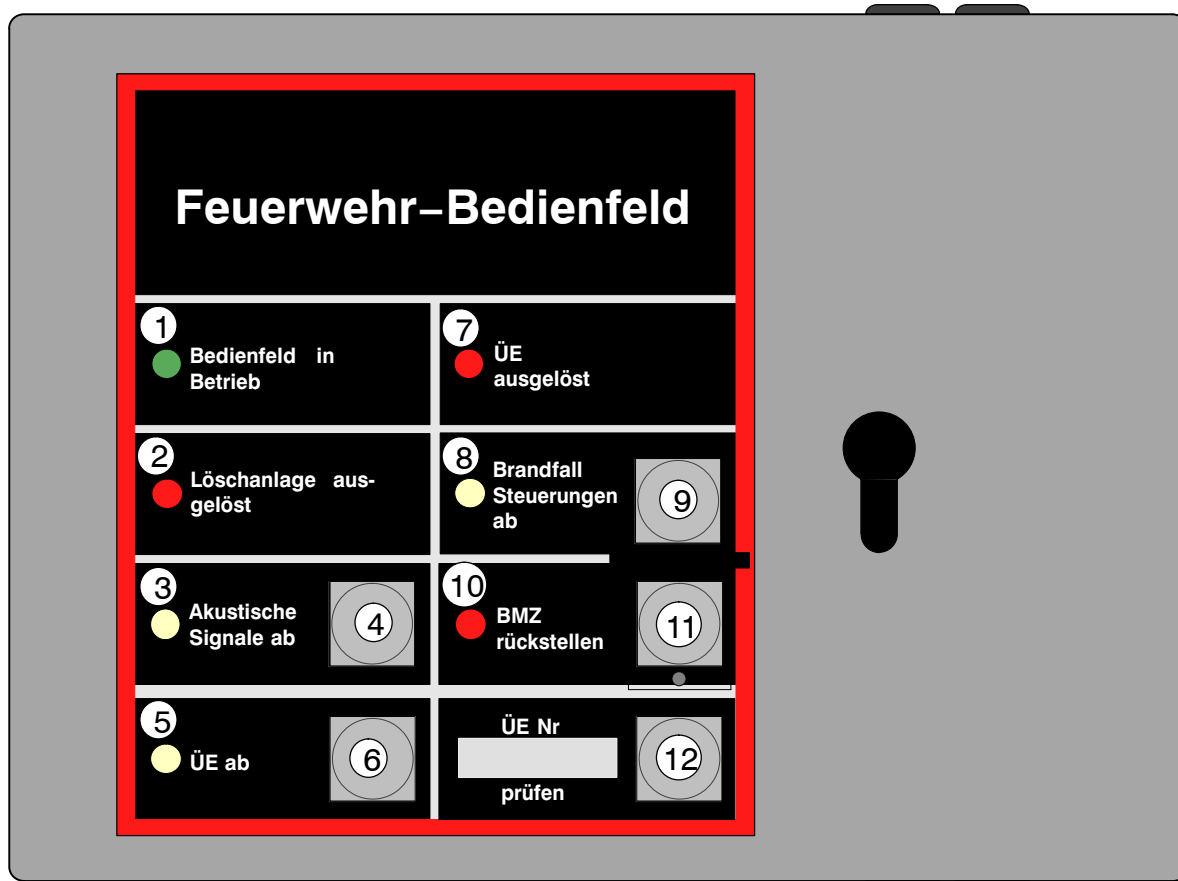 Feuerwehr–Bedienfeld
1
Bedienfeld in
Betrieb
2
Löschanlage aus-
gelöst
3
Akustische
Signale ab
4
5
ÜE ab
6
7
ÜE
ausgelöst
8
Brandfall
Steuerungen
ab
9
10
BMZ
rückstellen
11
ÜE Nr
prüfen
12